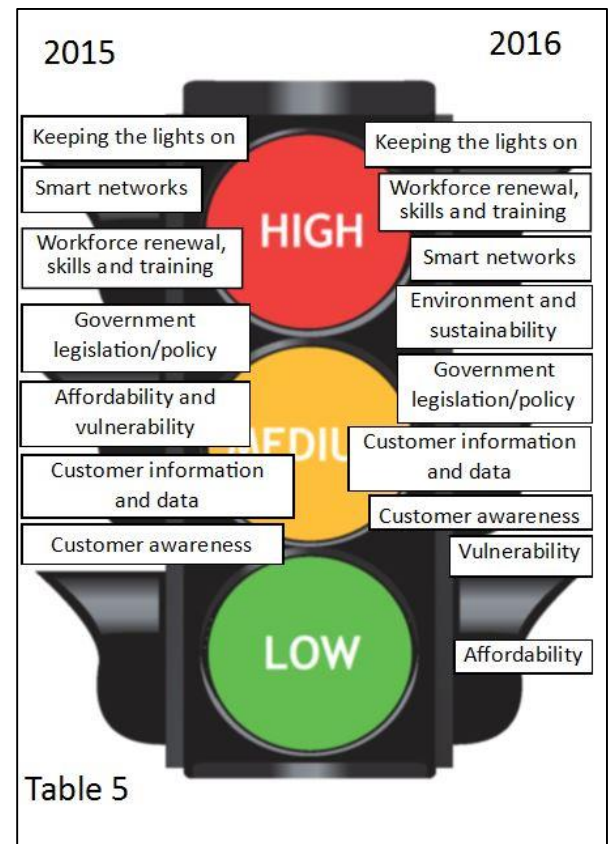 2015
2016
Keeping the lights on
Smart networks
Workforce renewal,
skills and training
Government
legislation/policy
Affordability and
vulnerability
Customer information
and data
Customer awareness
HIGH
LOW
Keeping the lights on
Workforce renewal,
skills and training
Smart networks
Environment and
sustainability
Government
legislation/policy
Customer information
and data
Customer awareness
Vulnerability
Affordability
Table 5